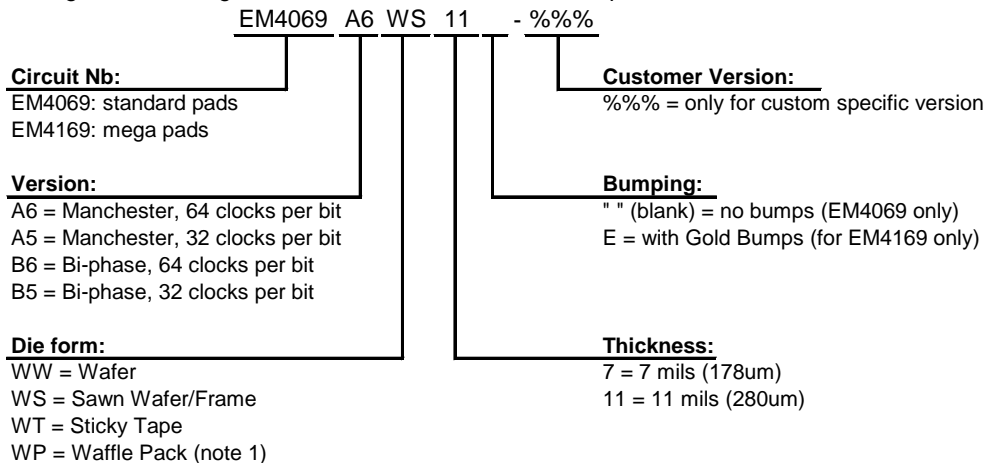 EM4069 A6 WS 11 - %%%
Circuit Nb:
EM4069: standard pads
EM4169: mega pads
Version:
A6 = Manchester, 64 clocks per bit
A5 = Manchester, 32 clocks per bit
B6 = Bi-phase, 64 clocks per bit
B5 = Bi-phase, 32 clocks per bit
Die form:
WW = Wafer
WS = Sawn Wafer/Frame
WT = Sticky Tape
WP = Waffle Pack (note 1)
Customer Version:
%%% = only for custom specific version
Bumping:
" " (blank) = no bumps (EM4069 only)
E = with Gold Bumps (for EM4169 only)
Thickness:
7 = 7 mils (178um)
11 = 11 mils (280um)